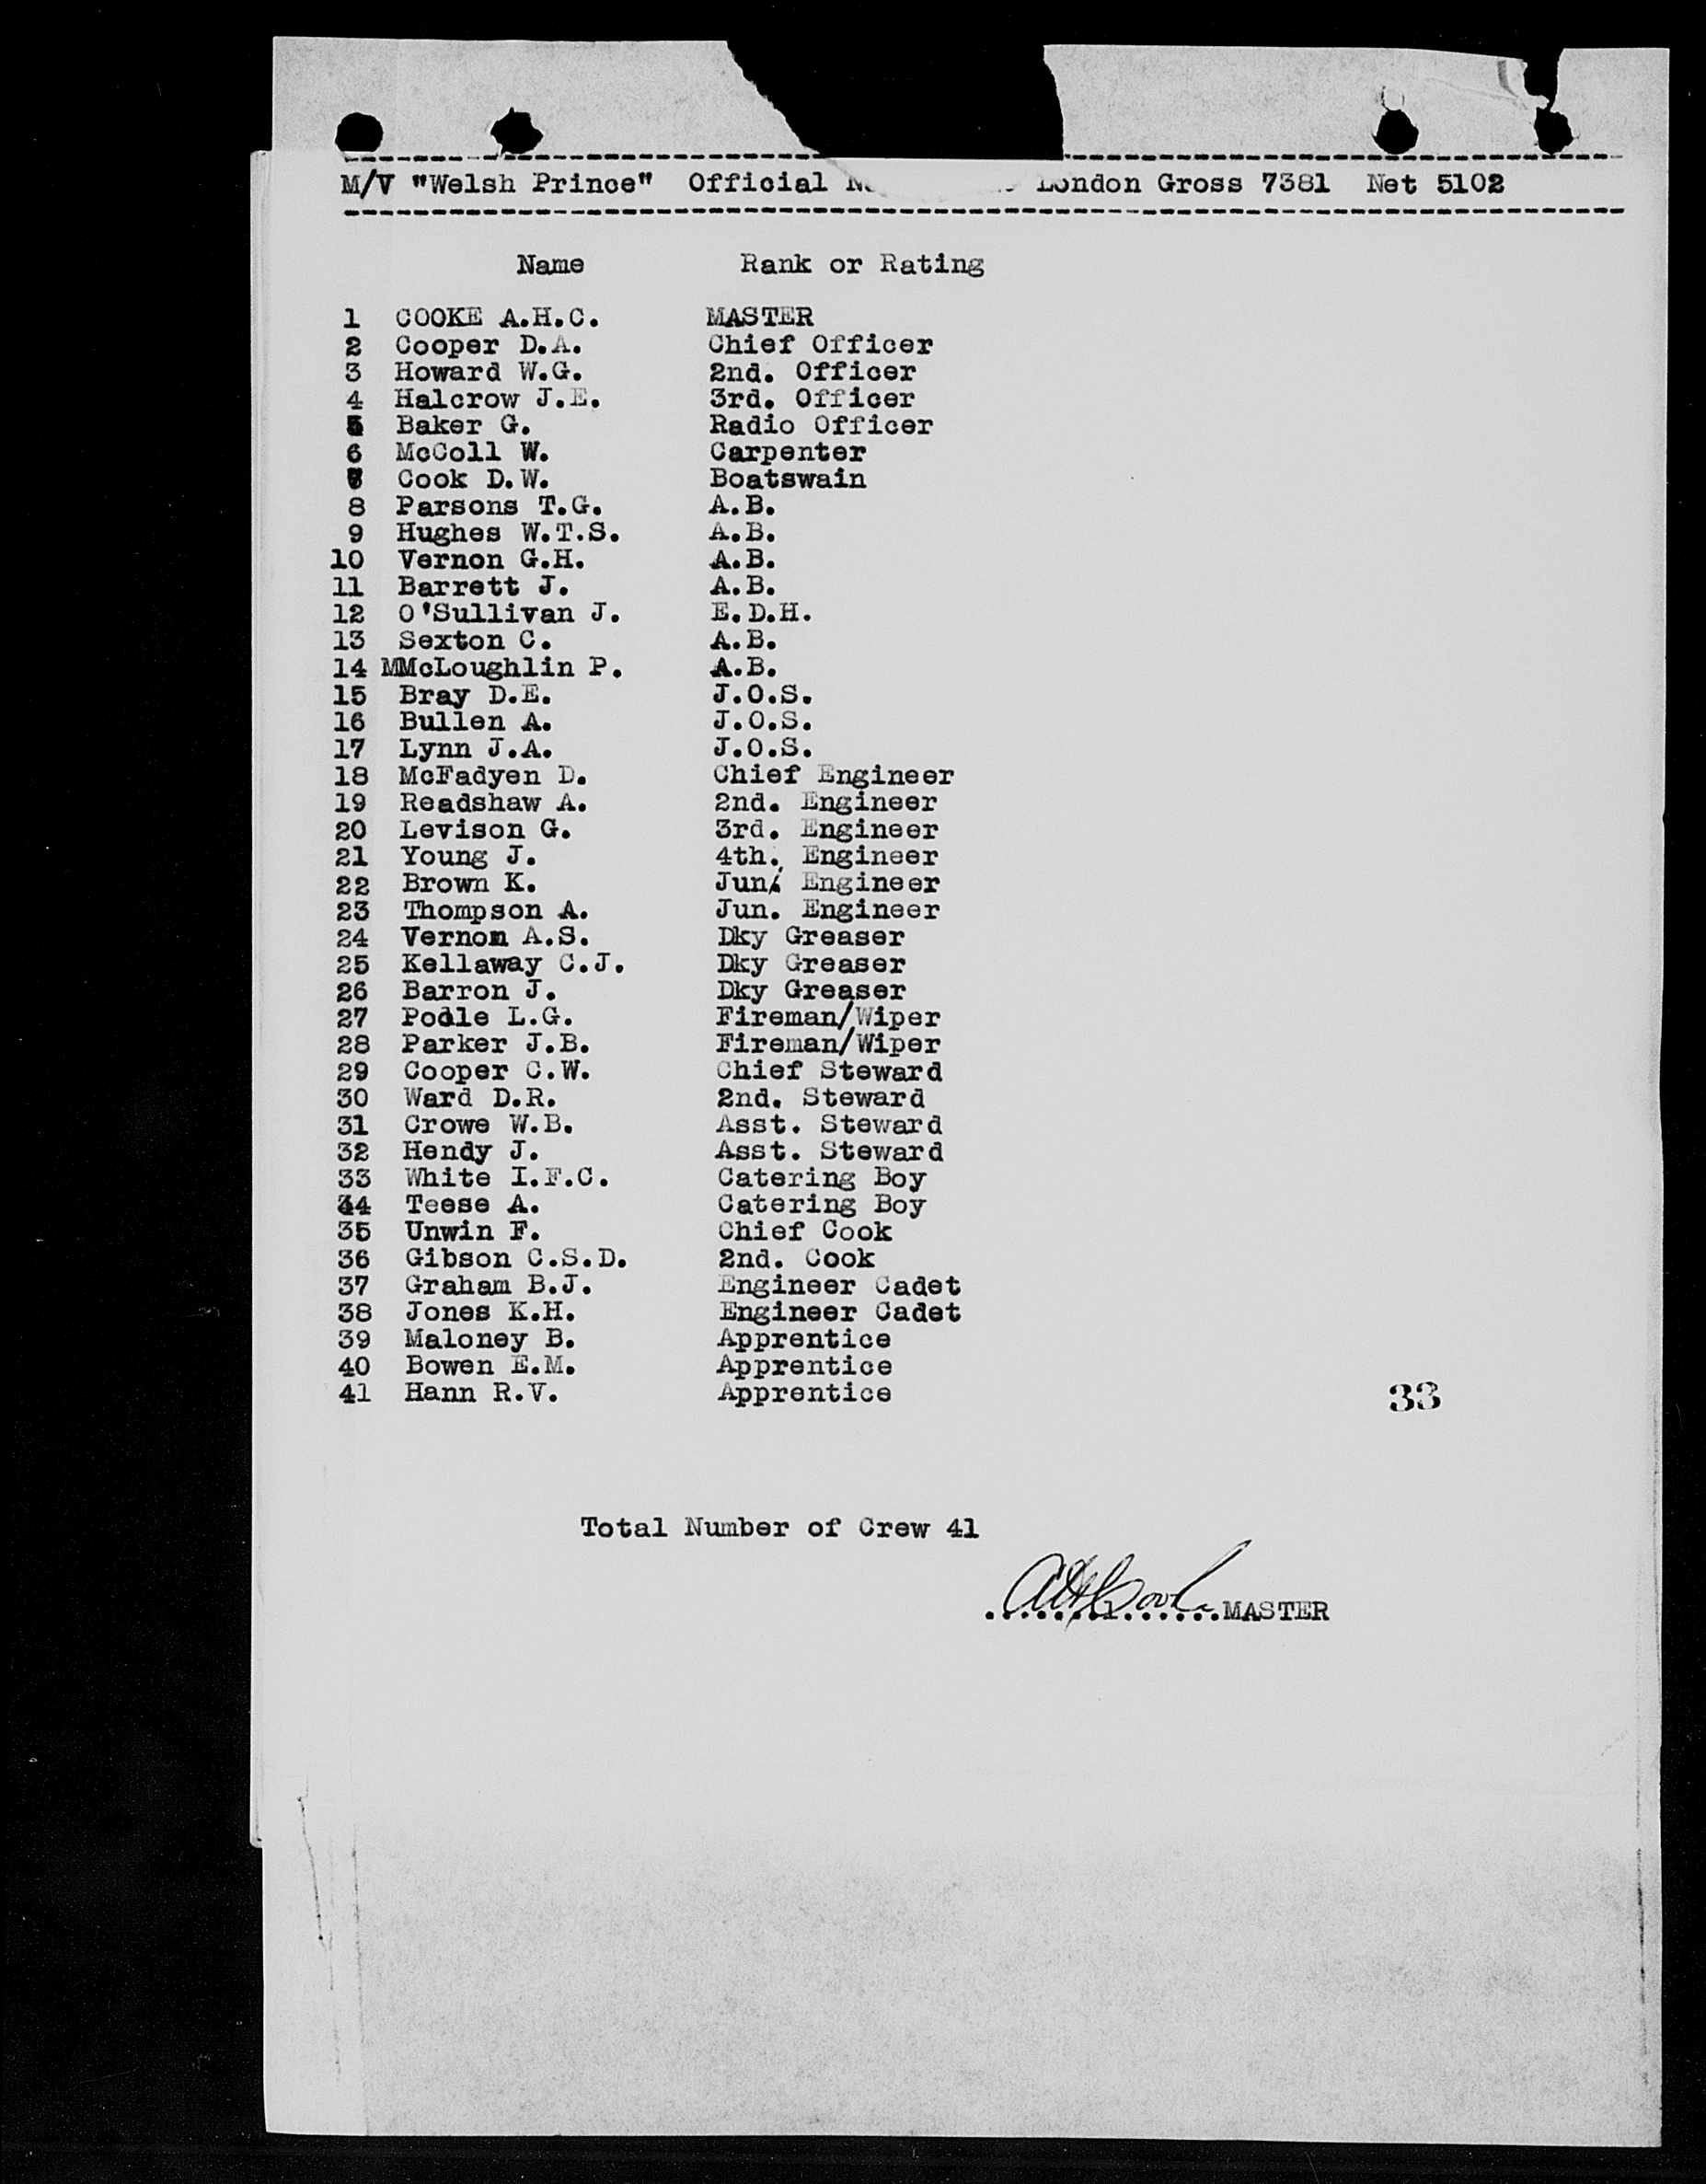 M/V "Welsh Prince" Official London Gross 7381 Net 5102
Name Rank or Rating
1 COOKE A.H.C. MASTER
2 Cooper D.A. Chief Officer
3 Howard W.G. 2nd. Officer
4 Halcrow J.E. 3rd. Officer
5 Baker G. Radio Officer
6 McColl W. Carpenter
7 Cook D.W. Boatswain
8 Parsons T.G. A.B.
9 Hughes W.T.S. A.B.
10 Vernon G.H. A.B.
11 Barrett J. A.B.
12 O'Sullivan J. E.D.H.
13 Sexton C. A.B.
14 MMcLoughlin P. A.B.
15 Bray D.E. J.O.S.
16 Bullen A. J.O.S.
17 Lynn J.A. J.O.S.
18 McFadyen D. Chief Engineer
19 Readshaw A. 2nd. Engineer
20 Levison G. 3rd. Engineer
21 Young J. 4th. Engineer
22 Brown K. Jun. Engineer
23 Thompson A. Jun. Engineer
24 Vernon A.S. Dky Greaser
25 Kellaway C.J. Dky Greaser
26 Barron J. Dky Greaser
27 L.G. Fireman/Wiper
28 Parker J.B. Fireman/Wiper
29 Cooper C.W. Chief Steward
30 Ward D.R. 2nd. Steward
31 Crowe W.B. Asst. Steward
32 Hendy J. Asst. Steward
33 White I.F.C. Catering Boy
34 Teese A. Catering Boy
35 Unwin F. Chief Cook
36 Gibson C.S.D. 2nd. Cook
37 Graham B.J. Engineer Cadet
38 Jones K.H. Engineer Cadet
39 Maloney B. Apprentice
40 Bowen E.M. Apprentice
41 Hann R.V. Apprentice
33
Total Number of Crew 41
MASTER